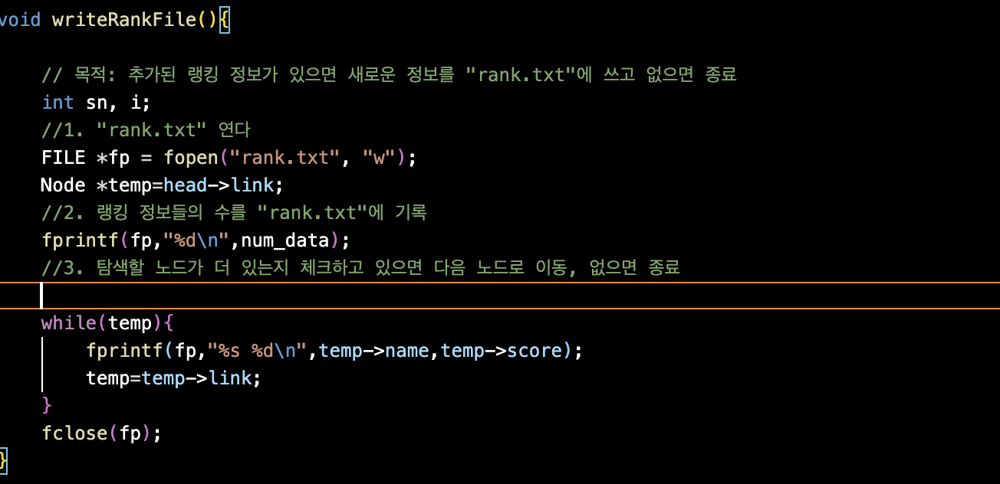 void writeRankFile(){
// 목적: 추가된 랭킹 정보가 있으면 새로운 정보를 "rank.txt"에 쓰고 없으면 종료
int sn, i;
//1. "rank.txt" 연다
FILE *fp = fopen("rank.txt", "w");
Node *temp=head->link;
//2. 랭킹 정보들의 수를 "rank.txt"에 기록
fprintf(fp,"%d\n",num_data);
//3. 탐색할 노드가 더 있는지 체크하고 있으면 다음 노드로 이동, 없으면 종료
while(temp){
fprintf(fp,"%s %d\n",temp->name,temp->score);
temp=temp->link;
}
fclose(fp);
}